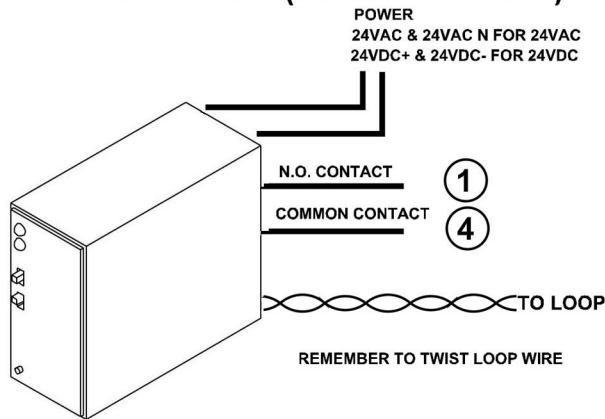 POWER
24VAC & 24VAC N FOR 24VAC
24VDC+ & 24VDC- FOR 24VDC
N.O. CONTACT 1
COMMON CONTACT 4
TO LOOP
REMEMBER TO TWIST LOOP WIRE